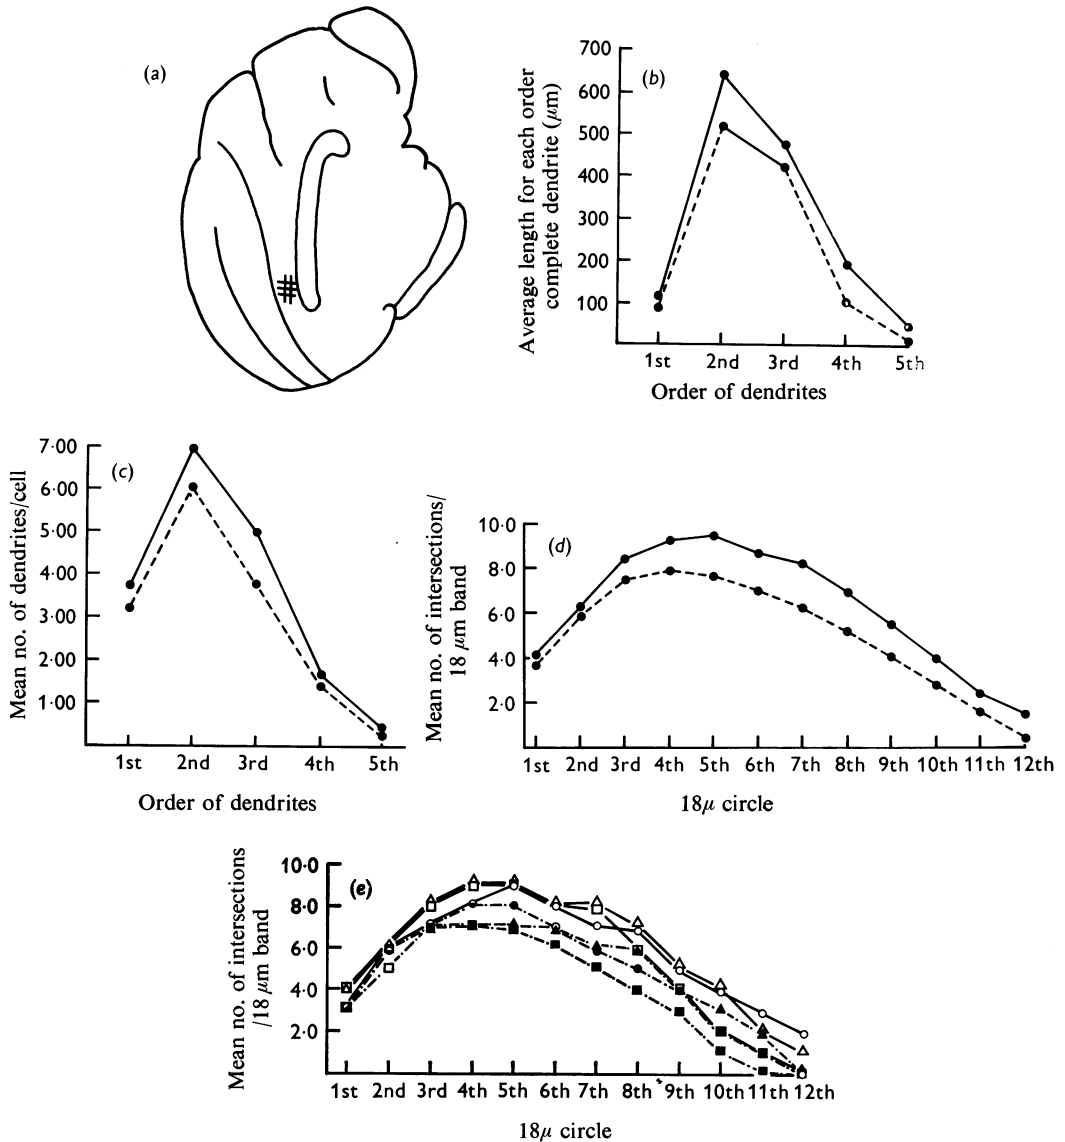 (a)
(b)
Average length for each order
complete dendrite (μm)
700
600
500
400
300
200
100
1st 2nd 3rd 4th 5th
Order of dendrites
(c)
Mean no. of dendrites/cell
7·00
6·00
5·00
4·00
3·00
2·00
1·00
1st 2nd 3rd 4th 5th
Order of dendrites
(d)
Mean no. of intersections/
18 μm band
10·0
8·0
6·0
4·0
2·0
1st 2nd 3rd 4th 5th 6th 7th 8th 9th 10th 11th 12th
18μ circle
(e)
Mean no. of intersections
/18 μm band
10·0
8·0
6·0
4·0
2·0
1st 2nd 3rd 4th 5th 6th 7th 8th 9th 10th 11th 12th
18μ circle